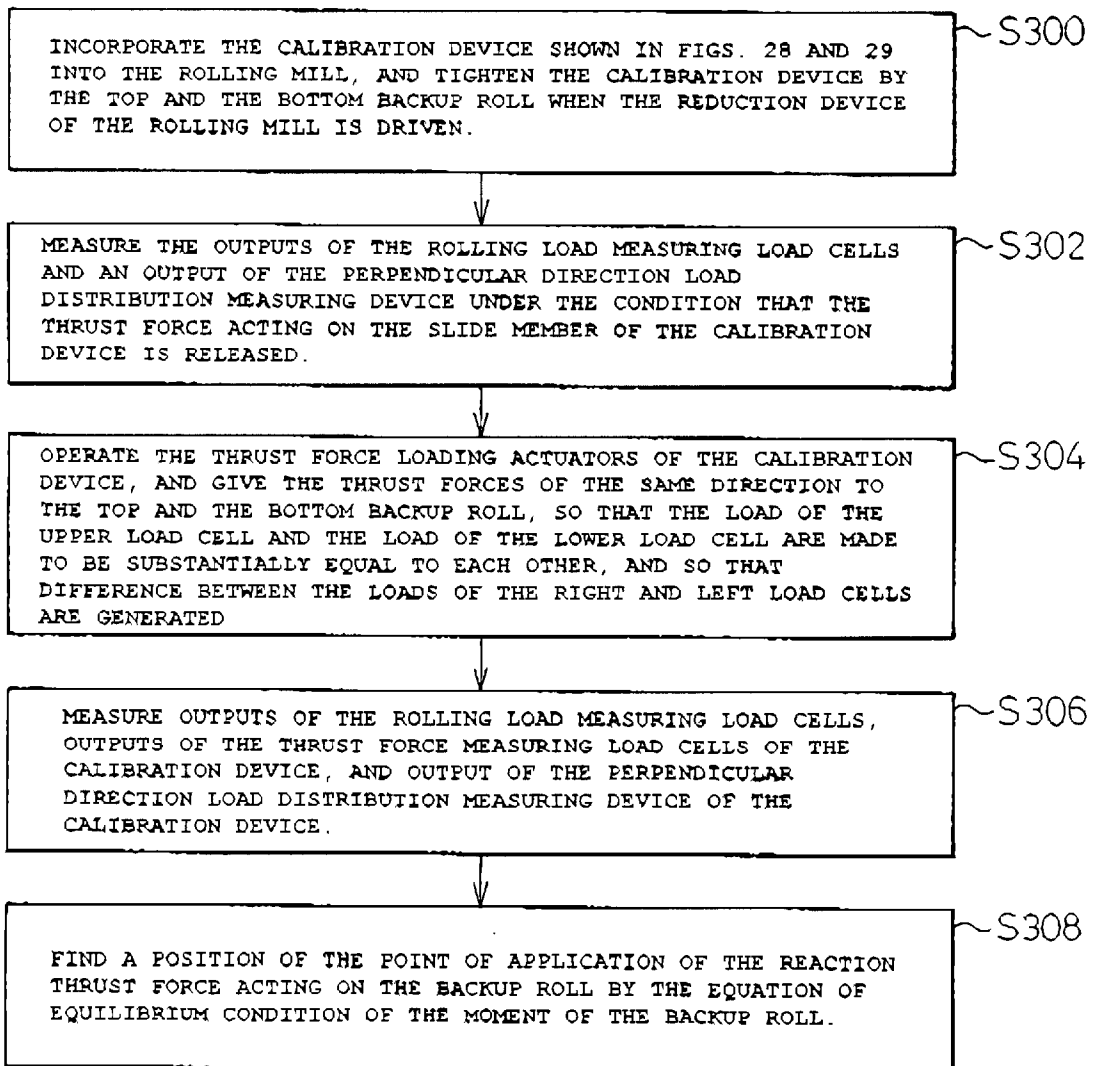 INCORPORATE THE CALIBRATION DEVICE SHOWN IN FIGS. 28 AND 29
INTO THE ROLLING MILL, AND TIGHTEN THE CALIBRATION DEVICE BY
THE TOP AND THE BOTTOM BACKUP ROLL WHEN THE REDUCTION DEVICE
OF THE ROLLING MILL IS DRIVEN.
S300
MEASURE THE OUTPUTS OF THE ROLLING LOAD MEASURING LOAD CELLS
AND AN OUTPUT OF THE PERPENDICULAR DIRECTION LOAD
DISTRIBUTION MEASURING DEVICE UNDER THE CONDITION THAT THE
THRUST FORCE ACTING ON THE SLIDE MEMBER OF THE CALIBRATION
DEVICE IS RELEASED.
S302
OPERATE THE THRUST FORCE LOADING ACTUATORS OF THE CALIBRATION
DEVICE, AND GIVE THE THRUST FORCES OF THE SAME DIRECTION TO
THE TOP AND THE BOTTOM BACKUP ROLL, SO THAT THE LOAD OF THE
UPPER LOAD CELL AND THE LOAD OF THE LOWER LOAD CELL ARE MADE
TO BE SUBSTANTIALLY EQUAL TO EACH OTHER, AND SO THAT
DIFFERENCE BETWEEN THE LOADS OF THE RIGHT AND LEFT LOAD CELLS
ARE GENERATED
S304
MEASURE OUTPUTS OF THE ROLLING LOAD MEASURING LOAD CELLS,
OUTPUTS OF THE THRUST FORCE MEASURING LOAD CELLS OF THE
CALIBRATION DEVICE, AND OUTPUT OF THE PERPENDICULAR
DIRECTION LOAD DISTRIBUTION MEASURING DEVICE OF THE
CALIBRATION DEVICE.
S306
FIND A POSITION OF THE POINT OF APPLICATION OF THE REACTION
THRUST FORCE ACTING ON THE BACKUP ROLL BY THE EQUATION OF
EQUILIBRIUM CONDITION OF THE MOMENT OF THE BACKUP ROLL.
S308